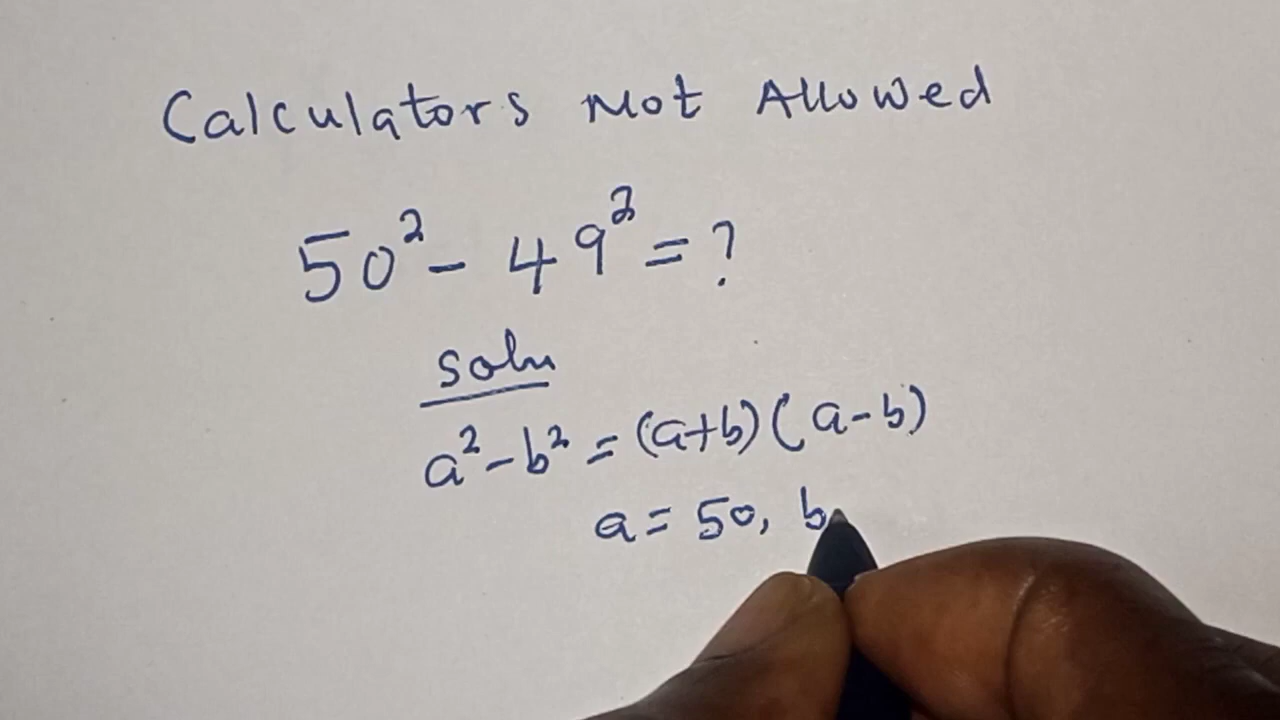 Calculators Not Allowed
50² - 49² = ?
Soln
a² - b² = (a+b)(a-b)
a = 50, b